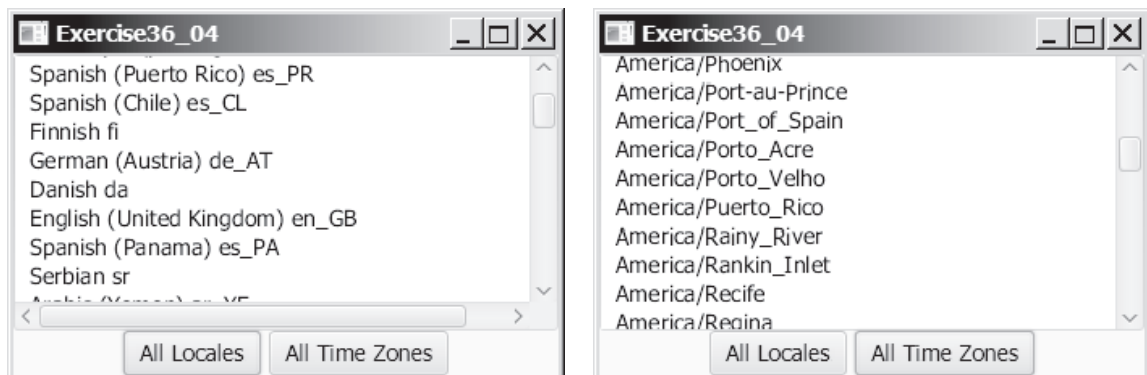 Exercise36_04
Spanish (Puerto Rico) es_PR
Spanish (Chile) es_CL
Finnish fi
German (Austria) de_AT
Danish da
English (United Kingdom) en_GB
Spanish (Panama) es_PA
Serbian sr
Arabic (Yemen) ar_YE
All Locales All Time Zones
Exercise36_04
America/Phoenix
America/Port-au-Prince
America/Port_of_Spain
America/Porto_Acre
America/Porto_Velho
America/Puerto_Rico
America/Rainy_River
America/Rankin_Inlet
America/Recife
America/Regina
All Locales All Time Zones